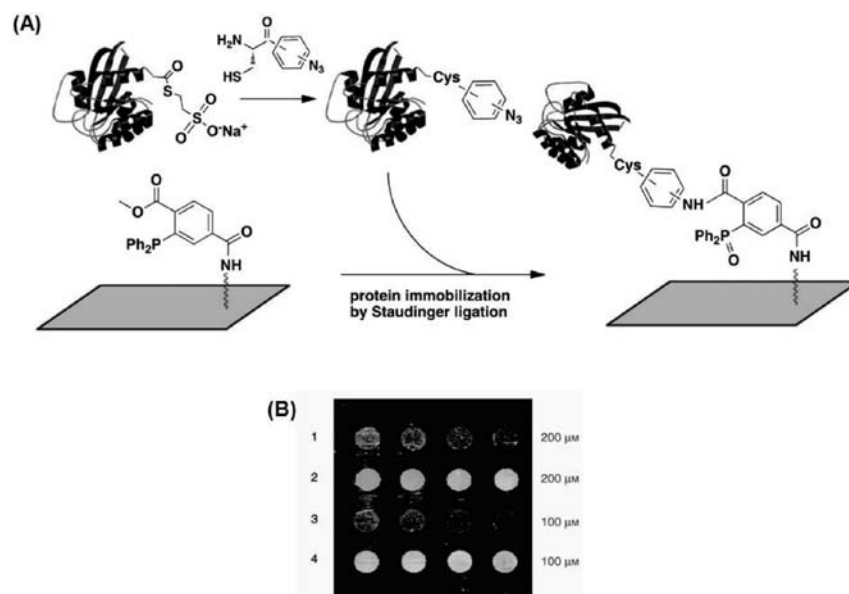 (A)
O
H2N
N3
HS
O
S
O
S
O
O-Na+
Cys
N3
Cys
O
NH
O
Ph2P
O
NH
O
O
Ph2P
O
NH
protein immobilization
by Staudinger ligation
(B)
1
200 μM
2
200 μM
3
100 μM
4
100 μM